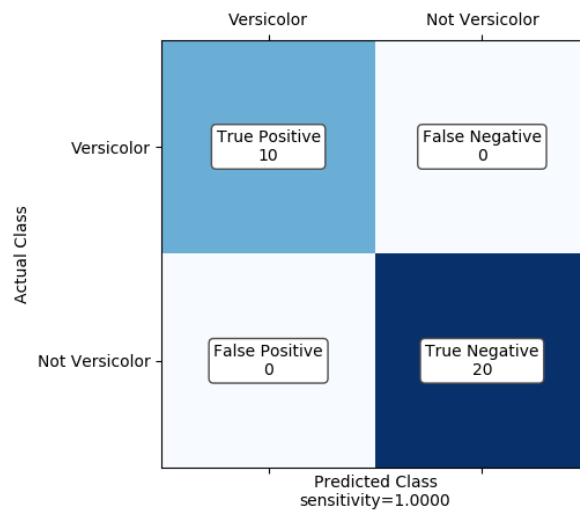 Versicolor
Not Versicolor
Actual Class
Versicolor
True Positive
10
False Negative
0
Not Versicolor
False Positive
0
True Negative
20
Predicted Class
sensitivity=1.0000